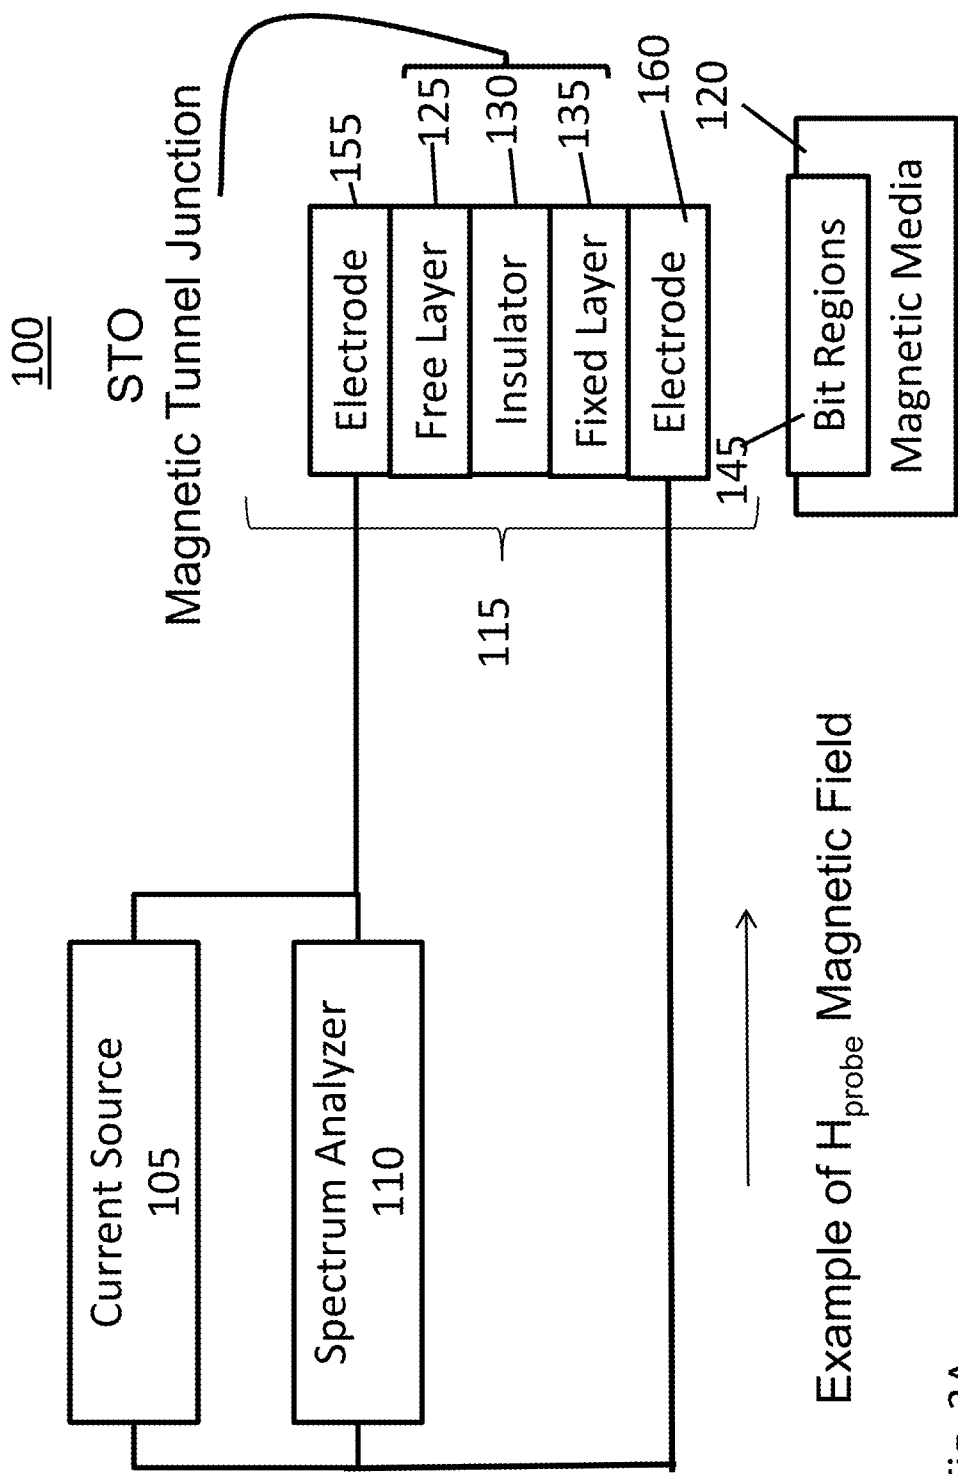 100
STO
Magnetic Tunnel Junction
Current Source
105
Spectrum Analyzer
110
115
Electrode
155
Free Layer
125
Insulator
130
Fixed Layer
135
Electrode
160
145
120
Bit Regions
Magnetic Media
Example of Hprobe Magnetic Field